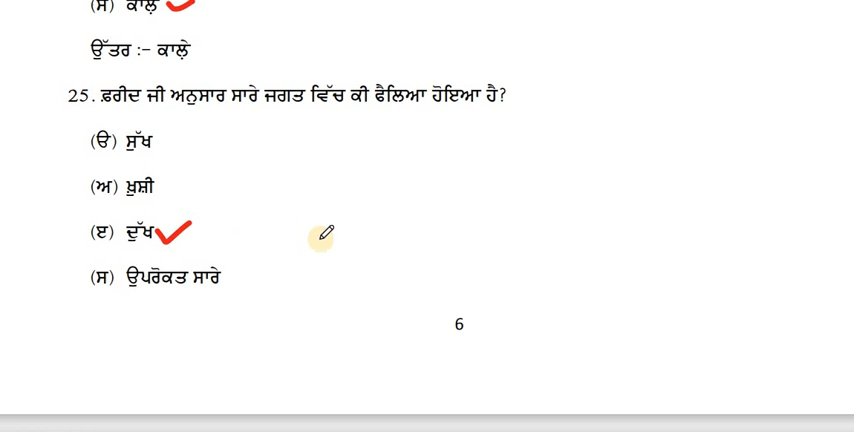 (ਸ) ਕਾਲ਼ੇ
ਉੱਤਰ :- ਕਾਲ਼ੇ
25. ਫ਼ਰੀਦ ਜੀ ਅਨੁਸਾਰ ਸਾਰੇ ਜਗਤ ਵਿੱਚ ਕੀ ਫੈਲਿਆ ਹੋਇਆ ਹੈ?
(ੳ) ਸੁੱਖ
(ਅ) ਖ਼ੁਸ਼ੀ
(ੲ) ਦੁੱਖ
(ਸ) ਉਪਰੋਕਤ ਸਾਰੇ
6